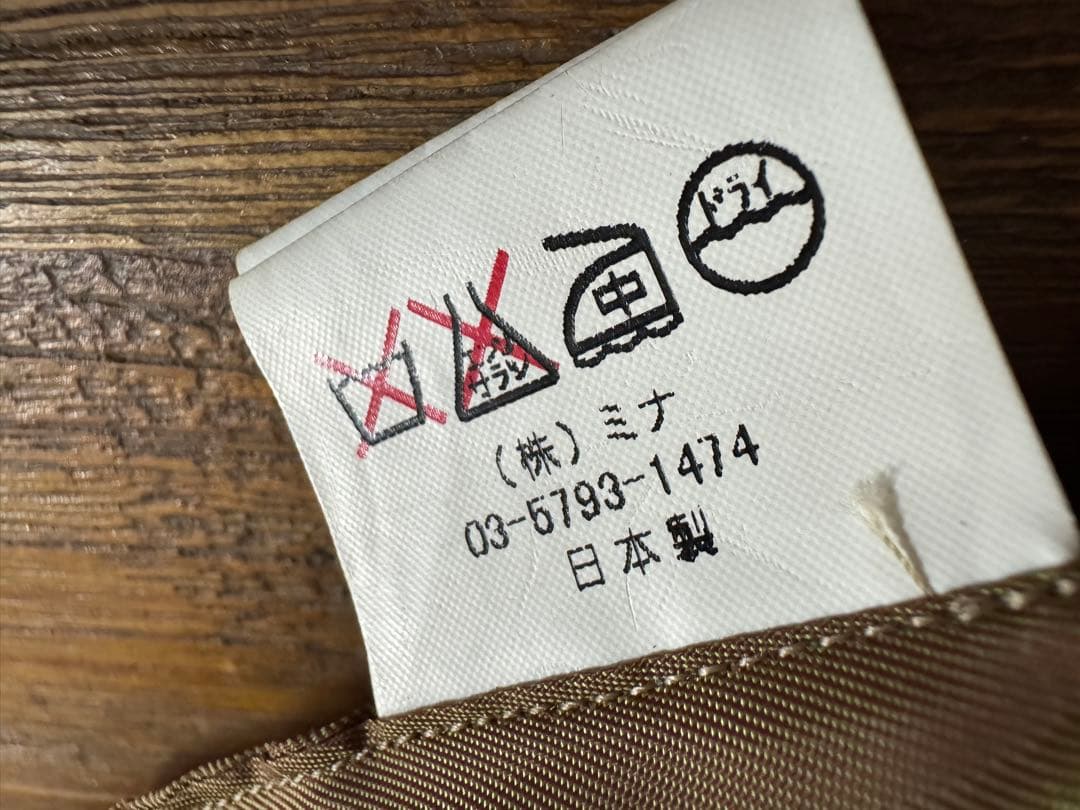 エンソサラシ
中
ドライ
(株)ミナ
03-5793-1474
日本製